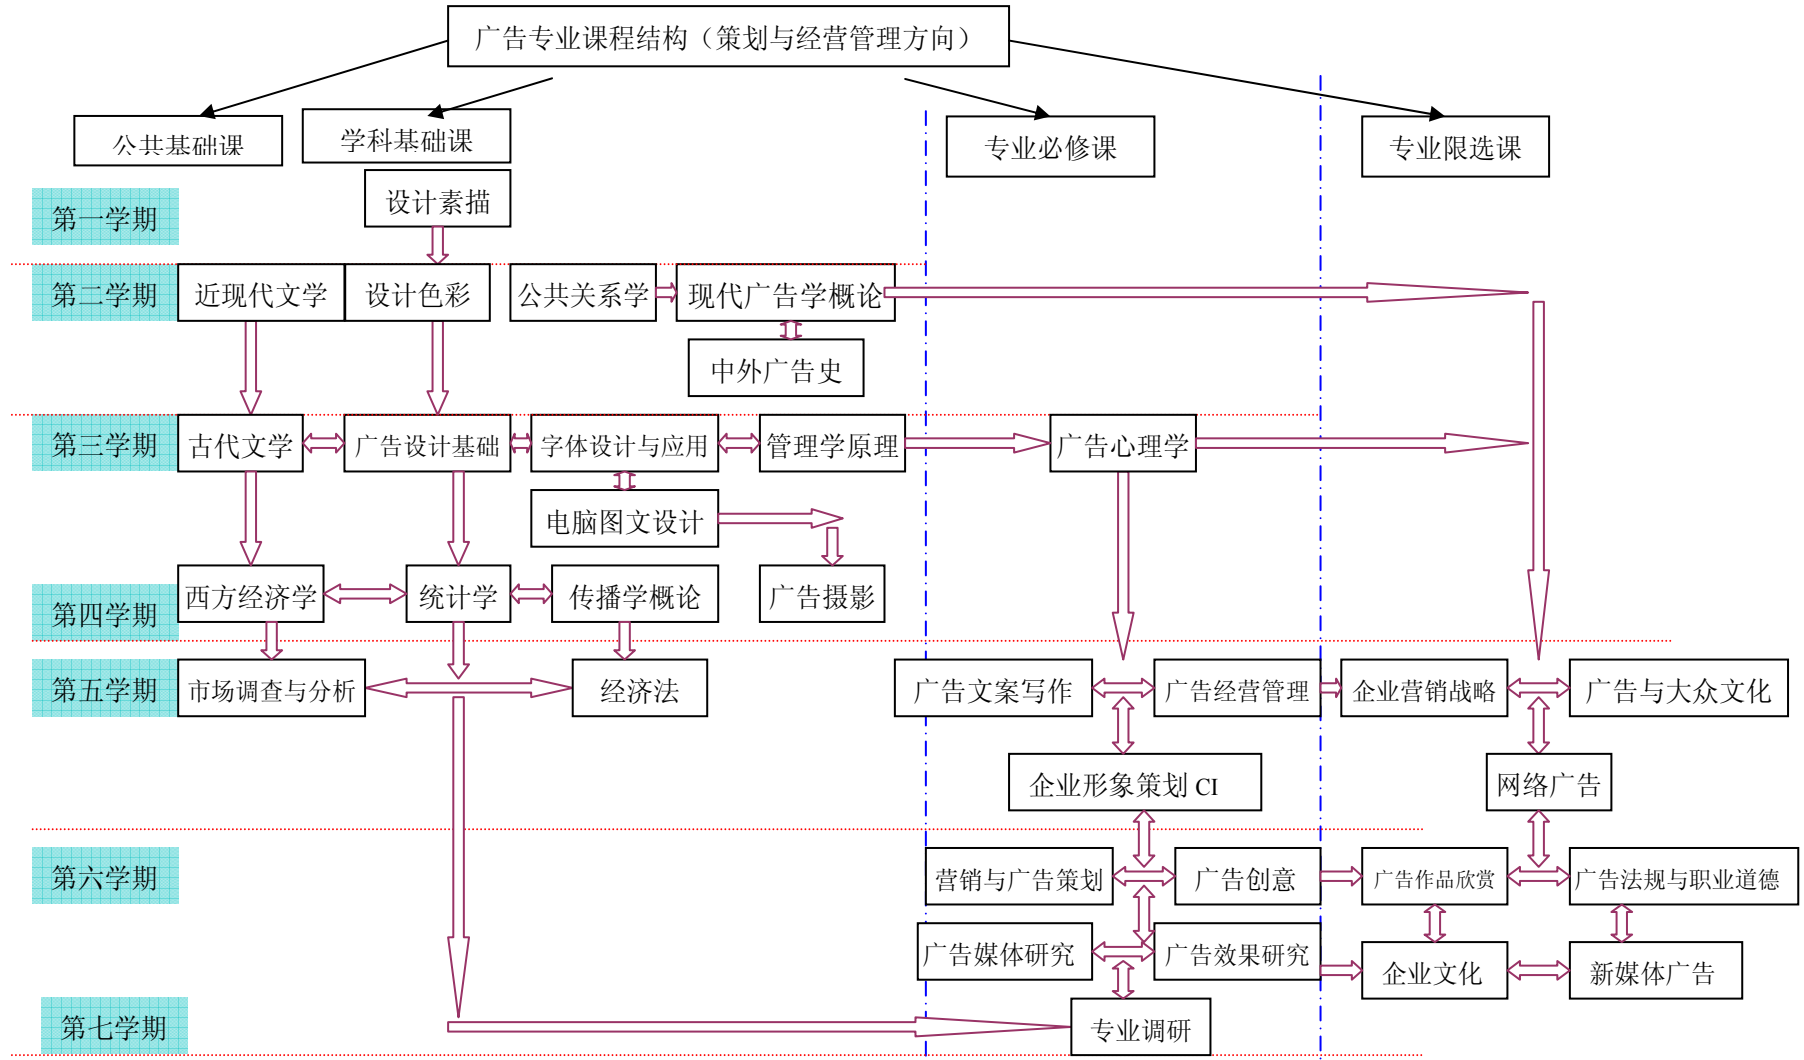 广告专业课程结构（策划与经营管理方向）
公共基础课
学科基础课
专业必修课
专业限选课
设计素描
第一学期
第二学期
近现代文学
设计色彩
公共关系学
现代广告学概论
中外广告史
第三学期
古代文学
广告设计基础
字体设计与应用
管理学原理
广告心理学
电脑图文设计
第四学期
西方经济学
统计学
传播学概论
广告摄影
第五学期
市场调查与分析
经济法
广告文案写作
广告经营管理
企业营销战略
广告与大众文化
企业形象策划 CI
网络广告
第六学期
营销与广告策划
广告创意
广告作品欣赏
广告法规与职业道德
广告媒体研究
广告效果研究
企业文化
新媒体广告
第七学期
专业调研